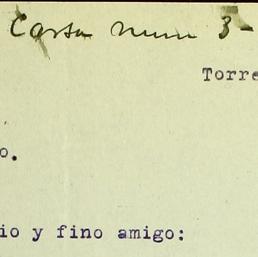 Carta num 3-
Torre
o.
io y fino amigo: